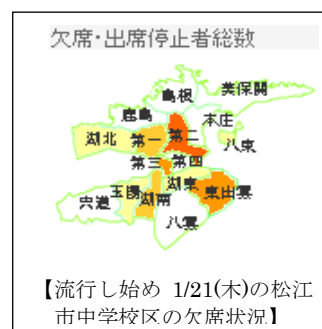 欠席・出席停止者総数
美保関
島根
鹿島
本庄
湖北
第一
第二
八束
第三
第四
湖東
玉湯
東出雲
宍道
湖南
八雲
【流行し始め 1/21(木)の松江
市中学校区の欠席状況】